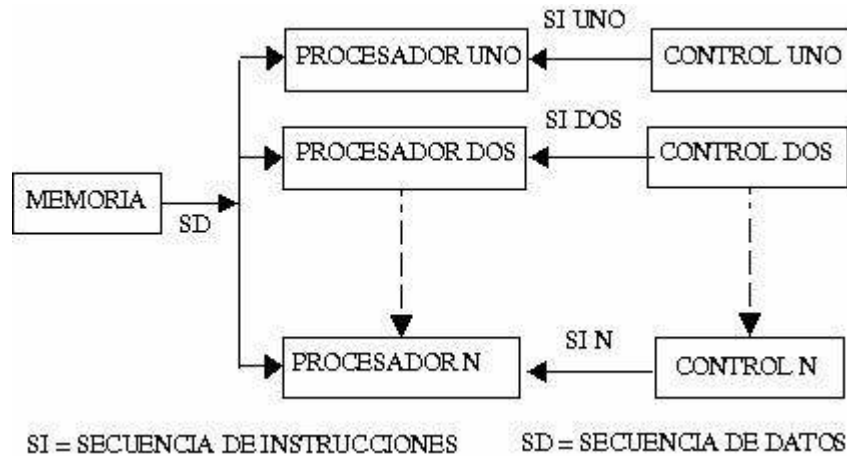 SI UNO
PROCESADOR UNO
CONTROL UNO
SI DOS
PROCESADOR DOS
CONTROL DOS
MEMORIA
SD
SI N
PROCESADOR N
CONTROL N
SI = SECUENCIA DE INSTRUCCIONES
SD = SECUENCIA DE DATOS